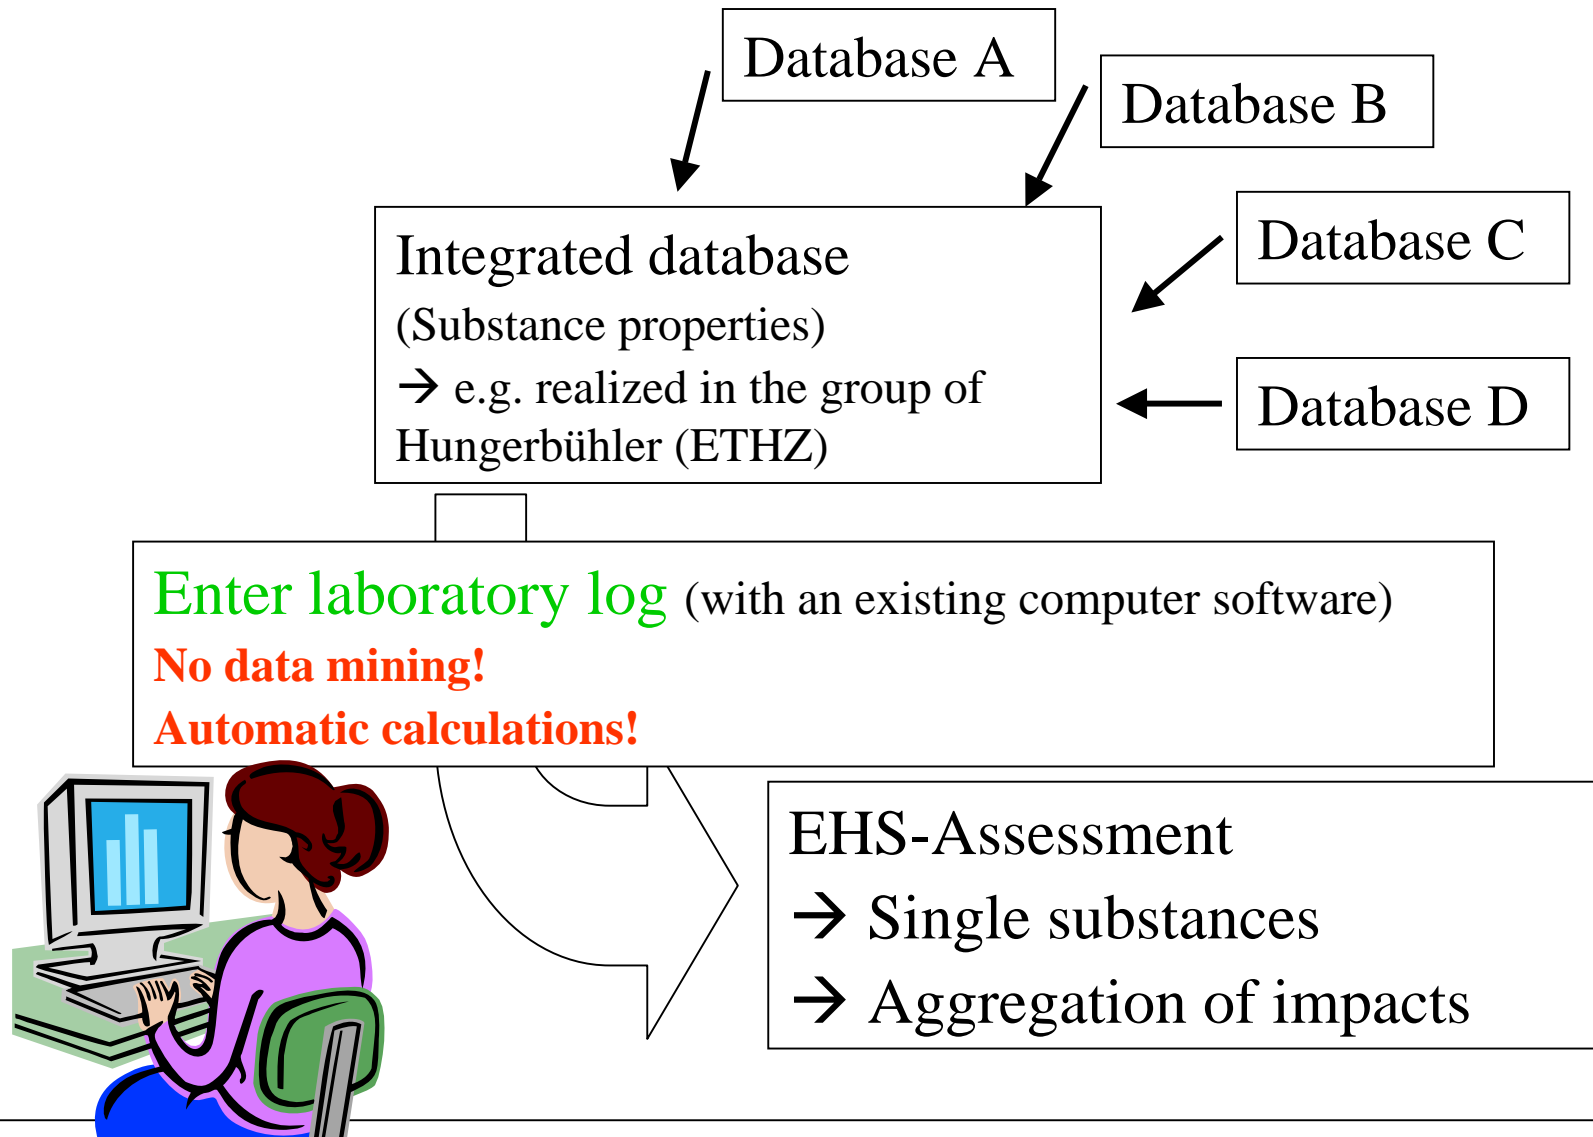 Database A
Database B
Database C
Database D
Integrated database
(Substance properties)
→ e.g. realized in the group of
Hungerbühler (ETHZ)
Enter laboratory log (with an existing computer software)
No data mining!
Automatic calculations!
EHS-Assessment
→ Single substances
→ Aggregation of impacts